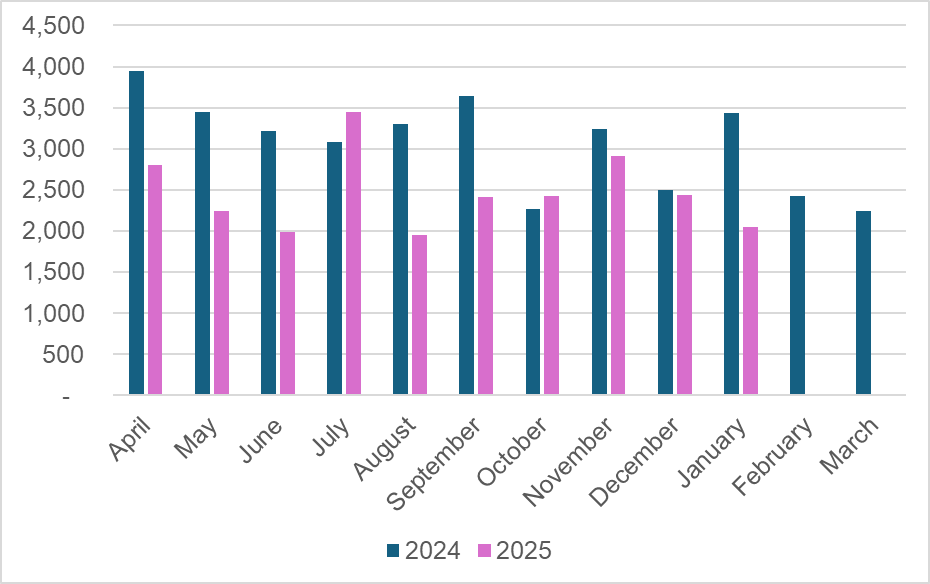 4,500
4,000
3,500
3,000
2,500
2,000
1,500
1,000
500
-
April
May
June
July
August
September
October
November
December
January
February
March
2024 2025